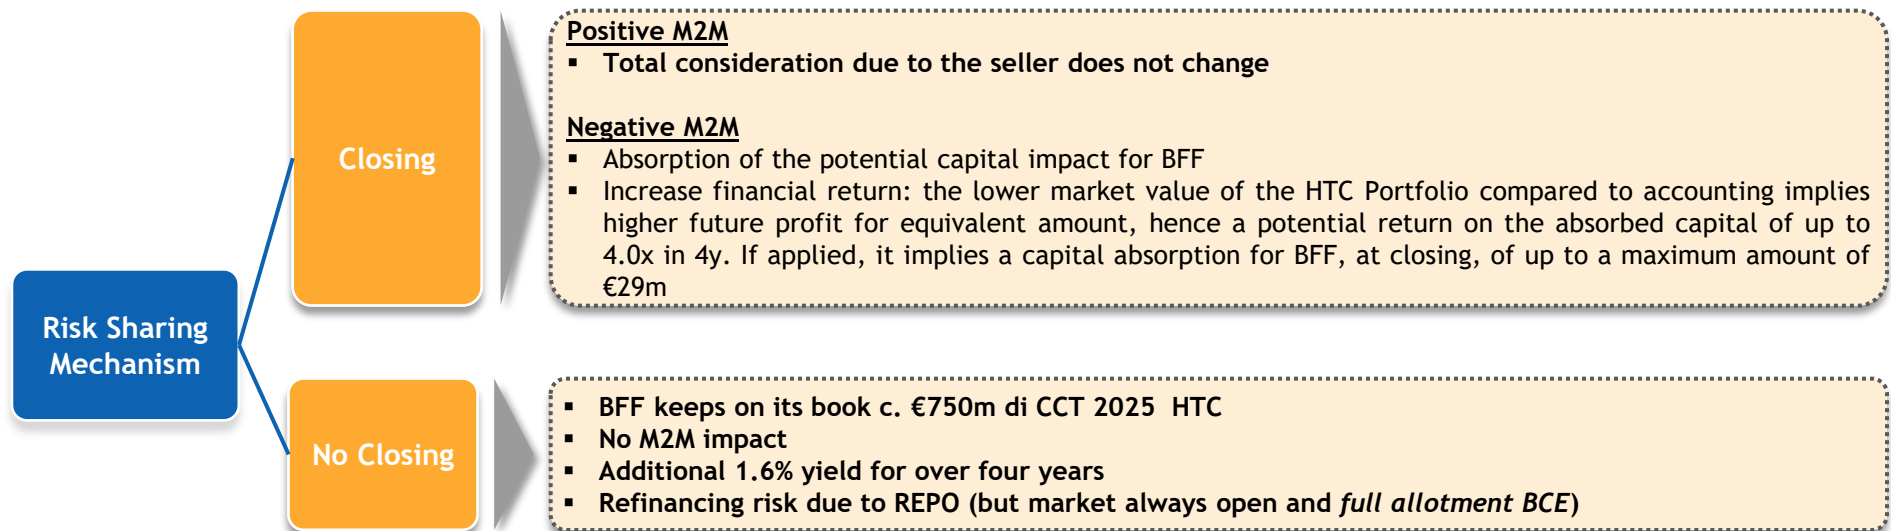 Risk Sharing
Mechanism
Closing
Positive M2M
▪ Total consideration due to the seller does not change
Negative M2M
▪ Absorption of the potential capital impact for BFF
▪ Increase financial return: the lower market value of the HTC Portfolio compared to accounting implies
higher future profit for equivalent amount, hence a potential return on the absorbed capital of up to
4.0x in 4y. If applied, it implies a capital absorption for BFF, at closing, of up to a maximum amount of
€29m
No Closing
▪ BFF keeps on its book c. €750m di CCT 2025 HTC
▪ No M2M impact
▪ Additional 1.6% yield for over four years
▪ Refinancing risk due to REPO (but market always open and full allotment BCE)